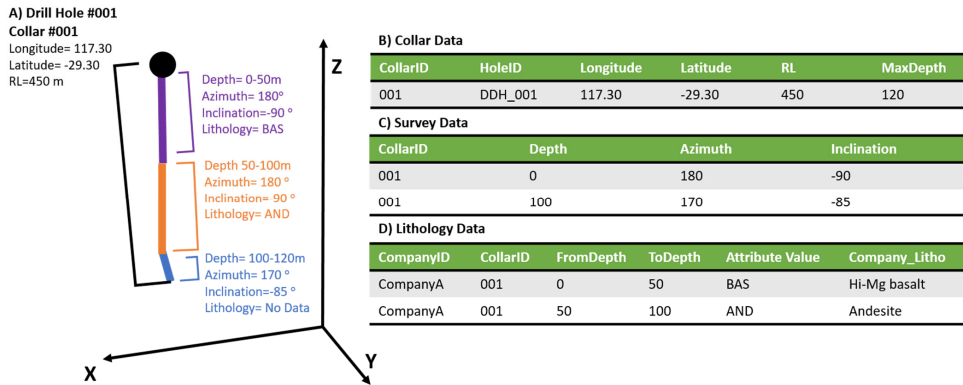 A) Drill Hole #001
Collar #001
Longitude= 117.30
Latitude= -29.30
RL=450 m
Depth= 0-50m
Azimuth= 180°
Inclination=-90 °
Lithology= BAS
Depth 50-100m
Azimuth= 180 °
Inclination= 90 °
Lithology= AND
Depth= 100-120m
Azimuth= 170 °
Inclination=-85 °
Lithology= No Data
Z
X
Y
B) Collar Data
CollarID HoleID Longitude Latitude RL MaxDepth
001 DDH_001 117.30 -29.30 450 120
C) Survey Data
CollarID Depth Azimuth Inclination
001 0 180 -90
001 100 170 -85
D) Lithology Data
CompanyID CollarID FromDepth ToDepth Attribute Value Company_Litho
CompanyA 001 0 50 BAS Hi-Mg basalt
CompanyA 001 50 100 AND Andesite